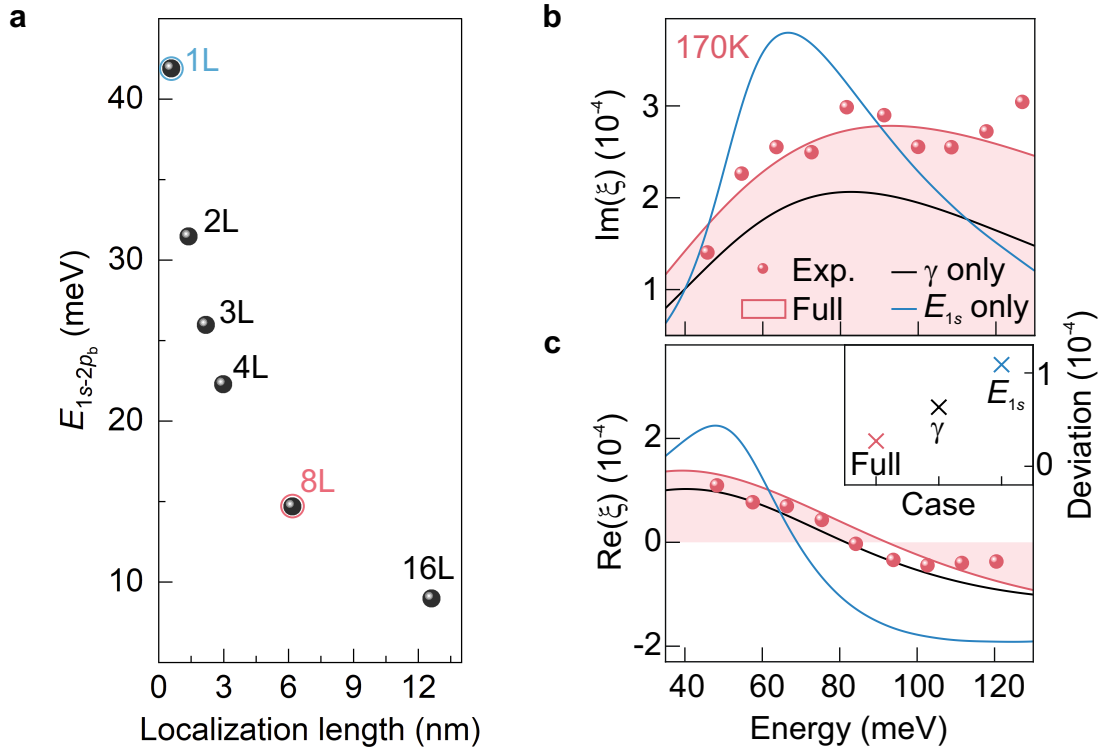 a
1L
2L
3L
4L
8L
16L
40
30
20
10
E1s-2pb (meV)
0 3 6 9 12
Localization length (nm)
b
170K
3
2
1
Im(ξ) (10-4)
Exp.
γ only
Full
E1s only
c
2
0
-2
Re(ξ) (10-4)
Full
γ
E1s
Case
1
0
Deviation (10-4)
40 60 80 100 120
Energy (meV)